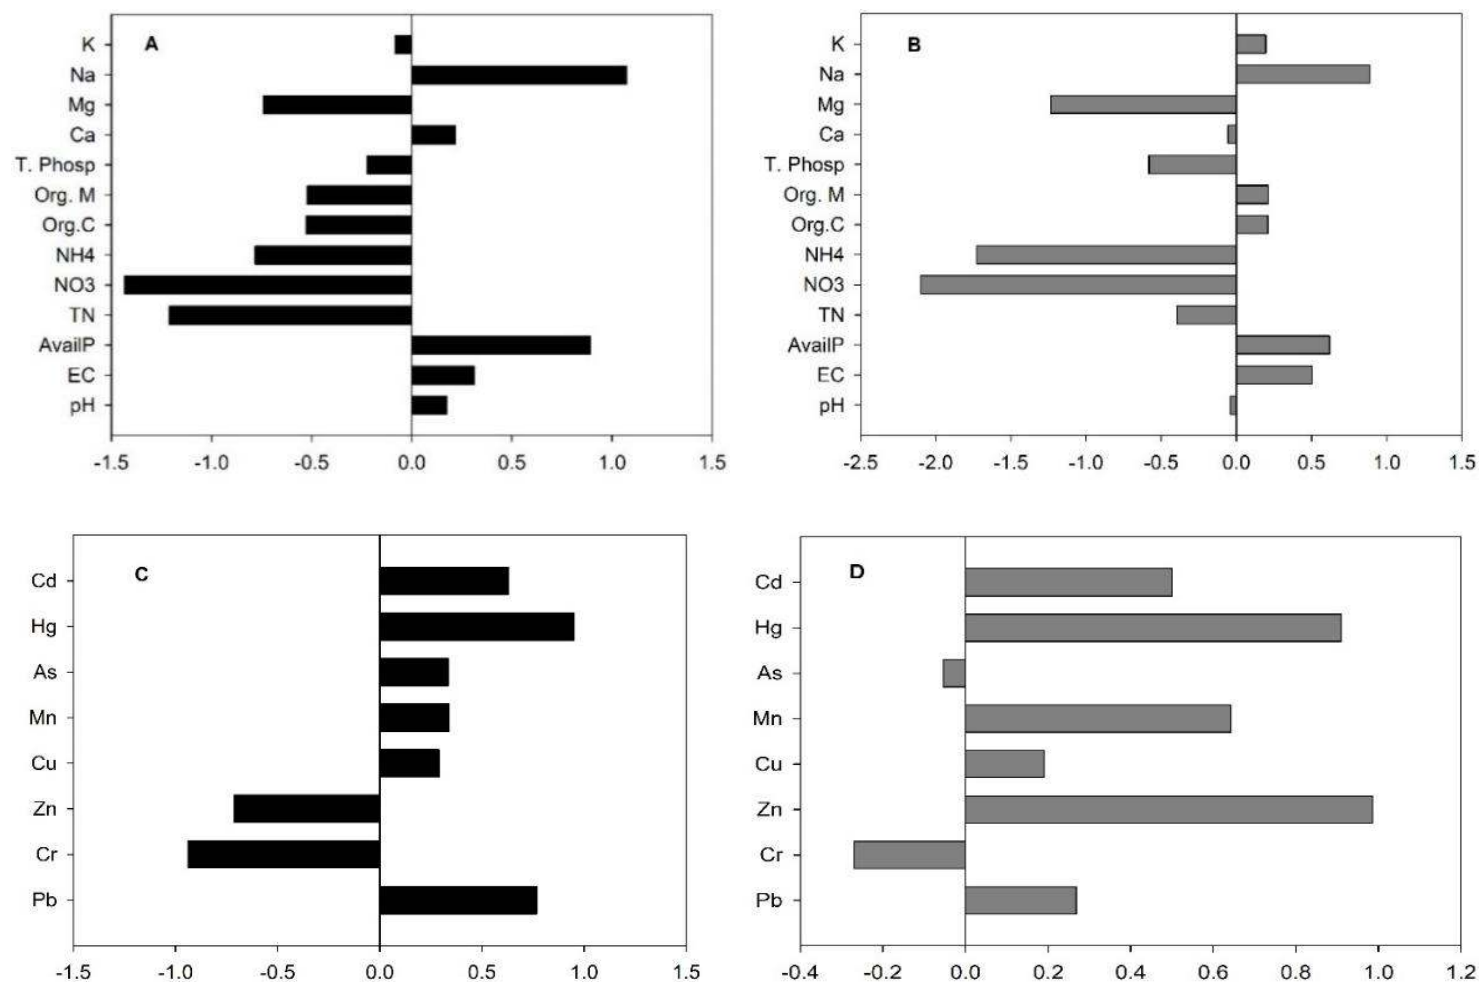 A
K
Na
Mg
Ca
T. Phosp
Org. M
Org.C
NH4
NO3
TN
AvailP
EC
pH
-1.5 -1.0 -0.5 0.0 0.5 1.0 1.5
B
K
Na
Mg
Ca
T. Phosp
Org. M
Org.C
NH4
NO3
TN
AvailP
EC
pH
-2.5 -2.0 -1.5 -1.0 -0.5 0.0 0.5 1.0 1.5
C
Cd
Hg
As
Mn
Cu
Zn
Cr
Pb
-1.5 -1.0 -0.5 0.0 0.5 1.0 1.5
D
Cd
Hg
As
Mn
Cu
Zn
Cr
Pb
-0.4 -0.2 0.0 0.2 0.4 0.6 0.8 1.0 1.2